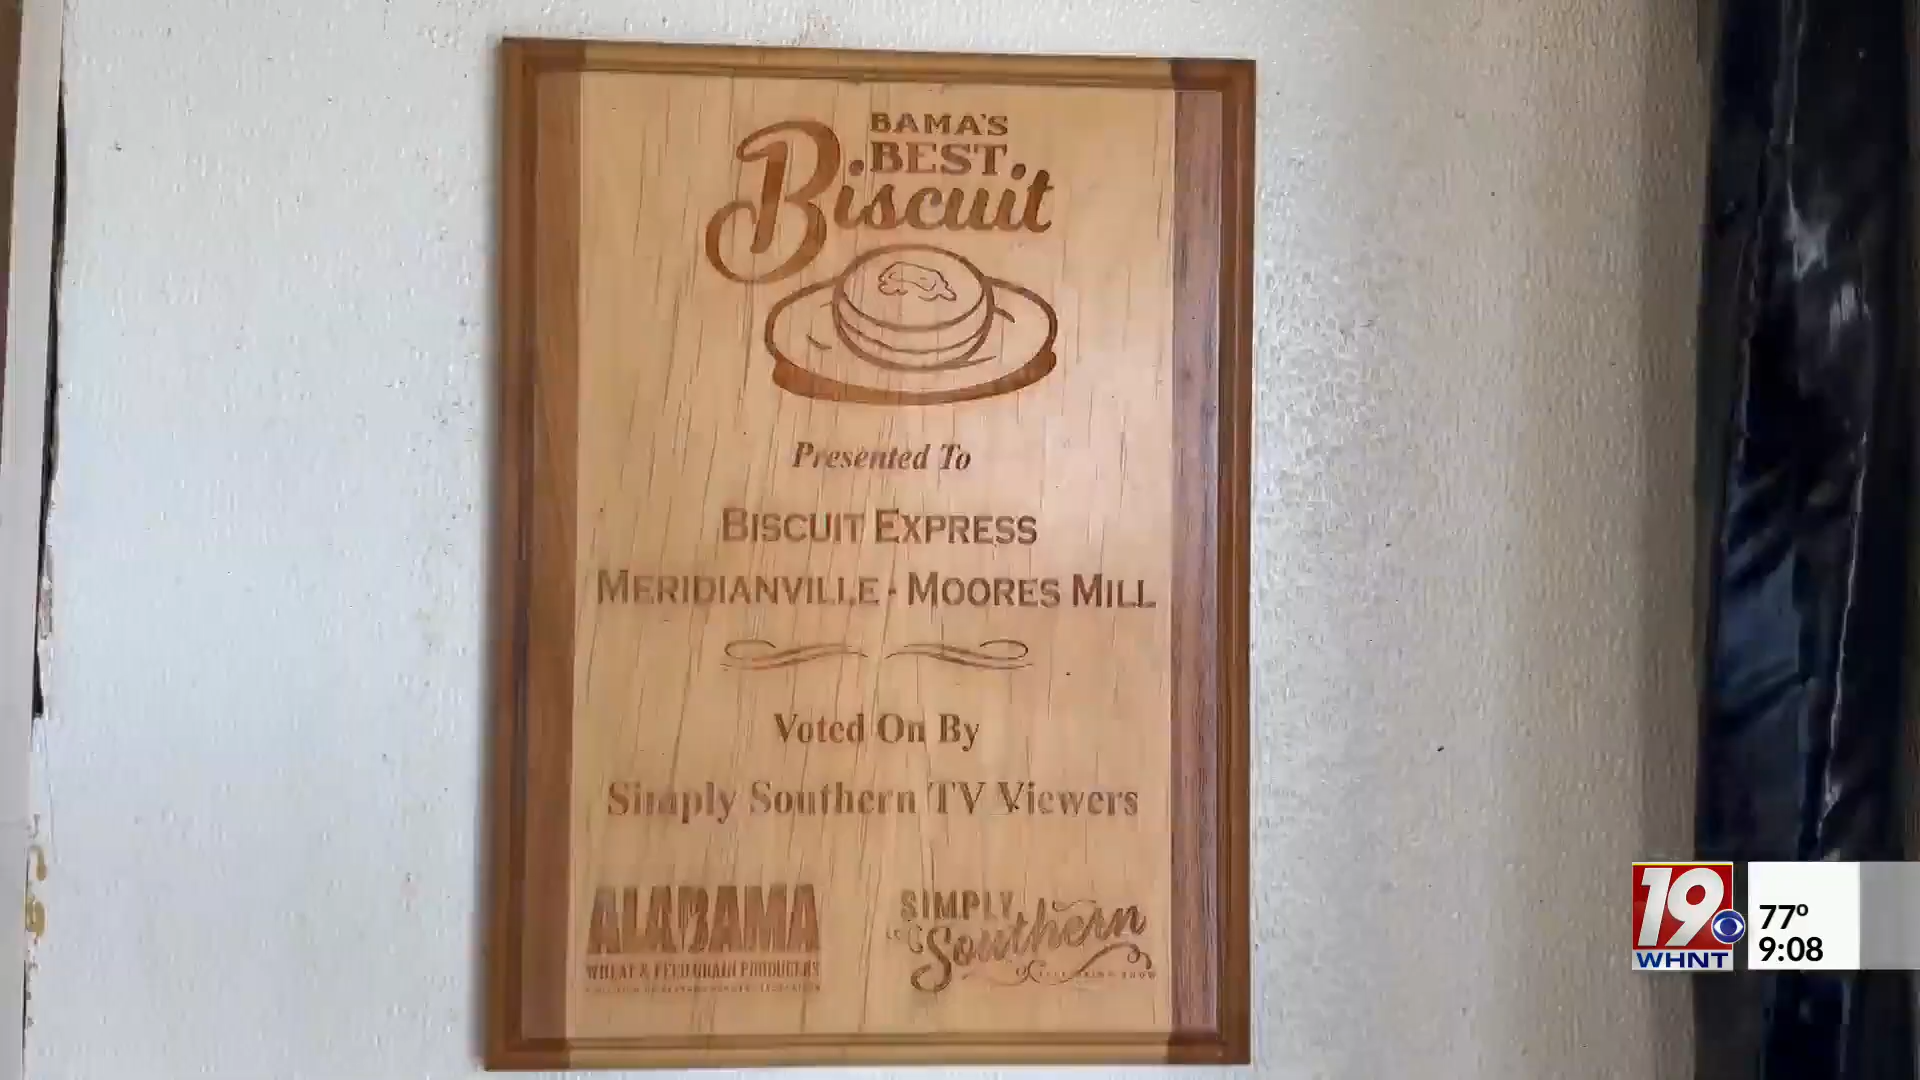 BAMA'S
BEST
Biscuit
Presented To
BISCUIT EXPRESS
MERIDIANVILLE - MOORES MILL
Voted On By
Simply Southern TV Viewers
ALABAMA
WHEAT & FEED GRAIN PRODUCERS
SIMPLY
Southern
19
WHNT
77°
9:08